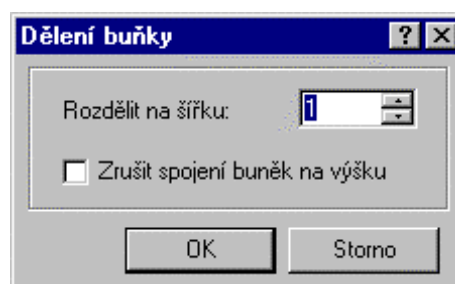 Dělení buňky
Rozdělit na šířku: 1
Zrušit spojení buněk na výšku
OK Storno